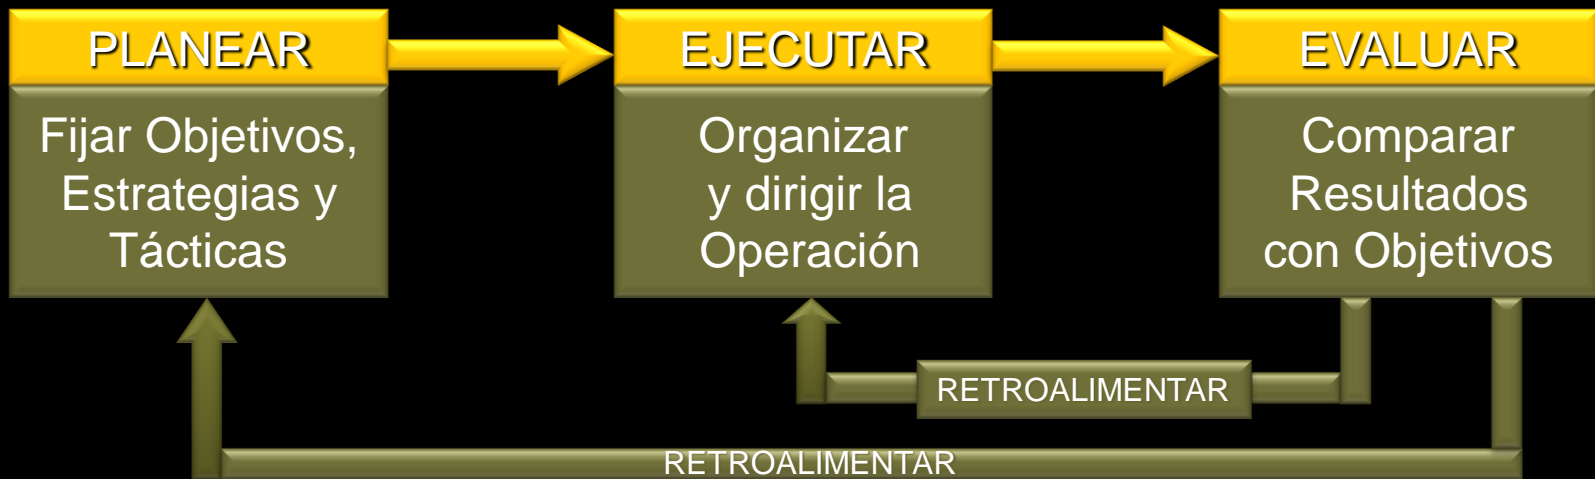 PLANEAR
Fijar Objetivos,
Estrategias y
Tácticas
EJECUTAR
Organizar
y dirigir la
Operación
EVALUAR
Comparar
Resultados
con Objetivos
RETROALIMENTAR
RETROALIMENTAR